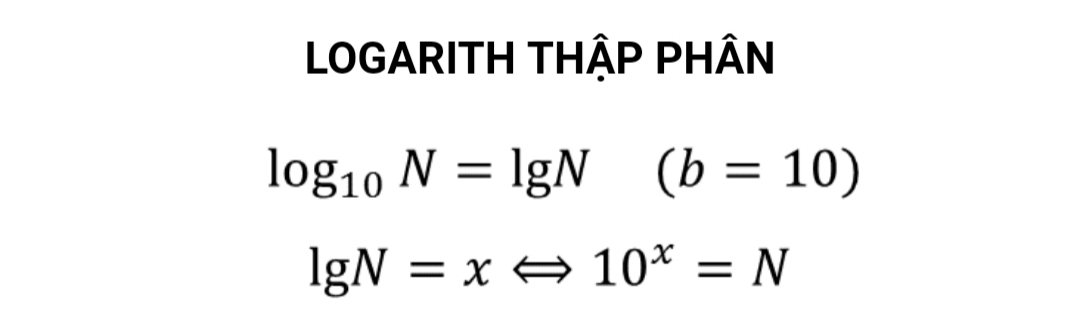 LOGARITH THẬP PHÂN
log₁₀ N = lgN (b = 10)
lgN = x ⟺ 10ˣ = N